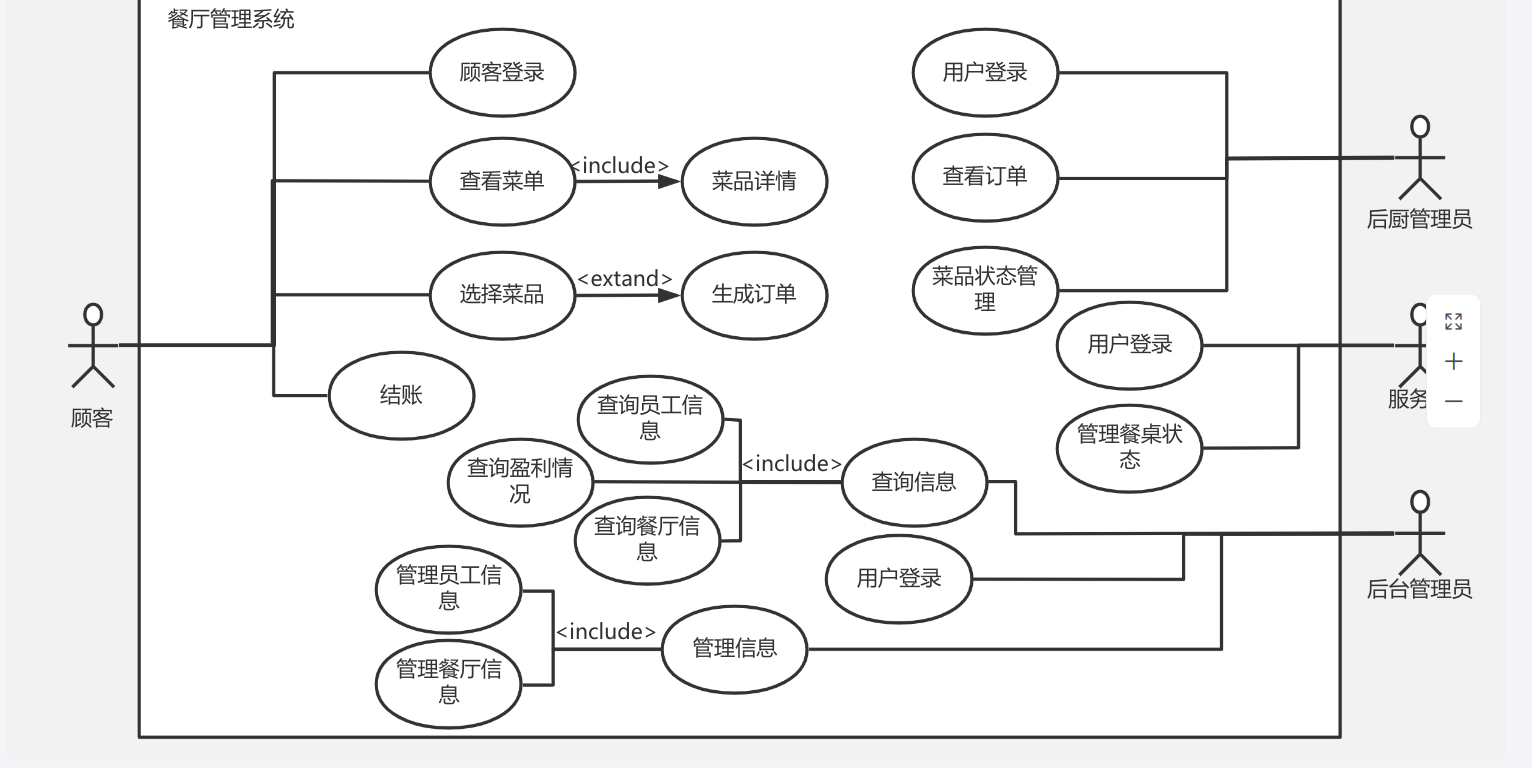 餐厅管理系统
顾客登录
用户登录
查看菜单
<include>
菜品详情
查看订单
后厨管理员
选择菜品
<extand>
生成订单
菜品状态管
理
用户登录
服务
顾客
结账
查询员工信
息
管理餐桌状
态
查询盈利情
况
<include>
查询信息
查询餐厅信
息
用户登录
后台管理员
管理员工信
息
<include>
管理信息
管理餐厅信
息